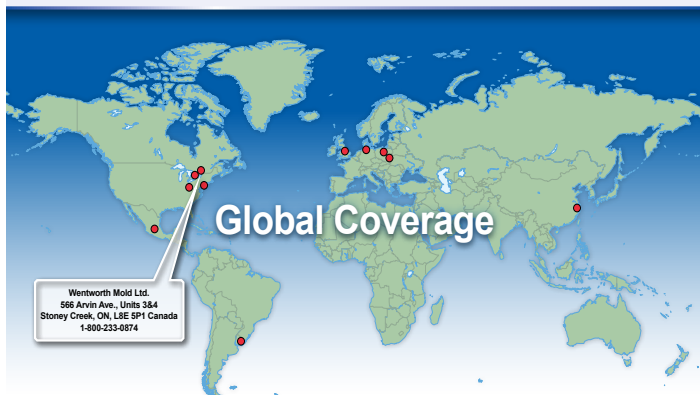 Global Coverage
Wentworth Mold Ltd.
566 Arvin Ave., Units 3&4
Stoney Creek, ON, L8E 5P1 Canada
1-800-233-0874